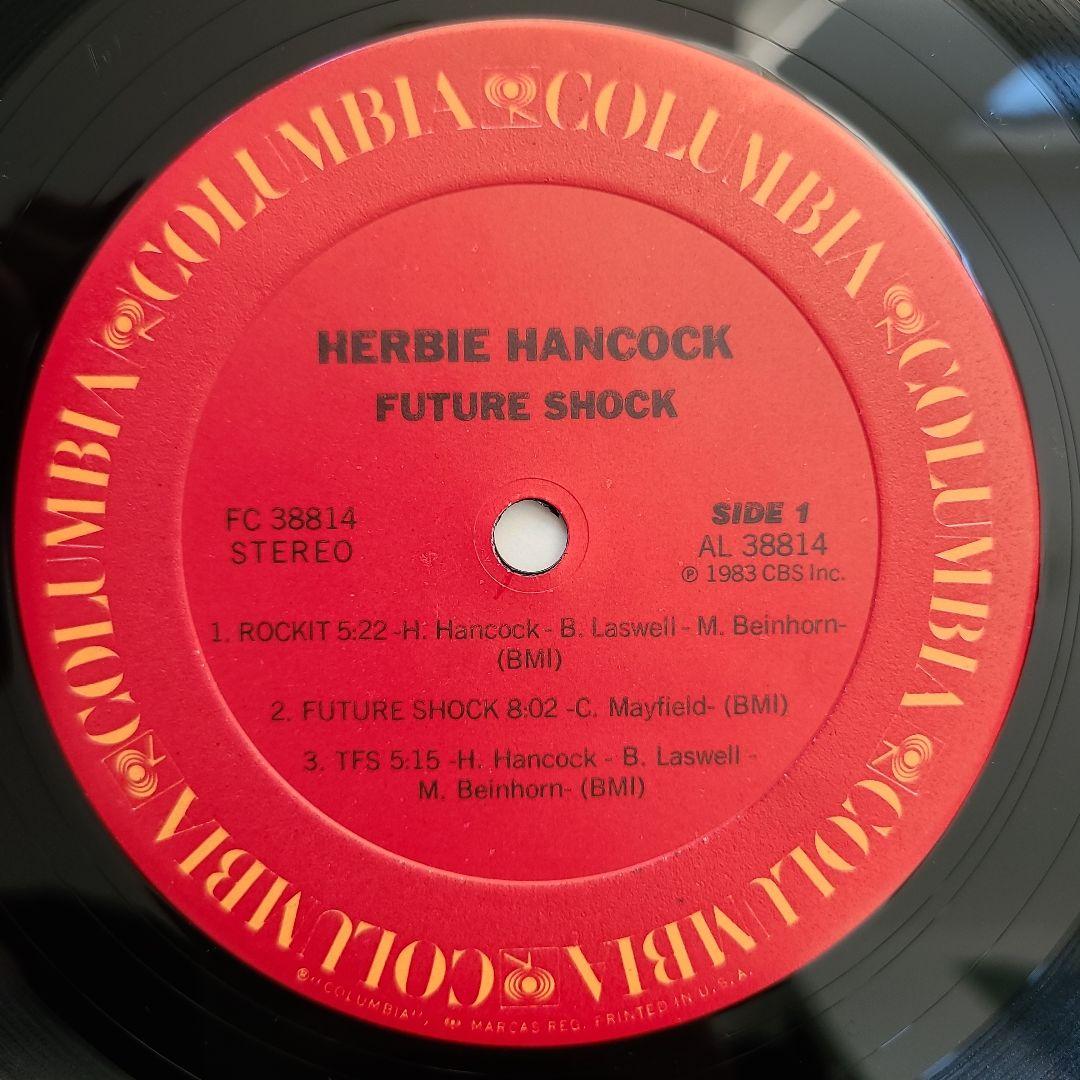 COLUMBIA COLUMBIA COLUMBIA COLUMBIA COLUMBIA COLUMBIA
HERBIE HANCOCK
FUTURE SHOCK
FC 38814
STEREO
SIDE 1
AL 38814
℗ 1983 CBS Inc.
1. ROCKIT 5:22 -H. Hancock - B. Laswell - M. Beinhorn-
(BMI)
2. FUTURE SHOCK 8:02 -C. Mayfield- (BMI)
3. TFS 5:15 -H. Hancock - B. Laswell -
M. Beinhorn- (BMI)
® "COLUMBIA", MARCAS REG. PRINTED IN U.S.A.